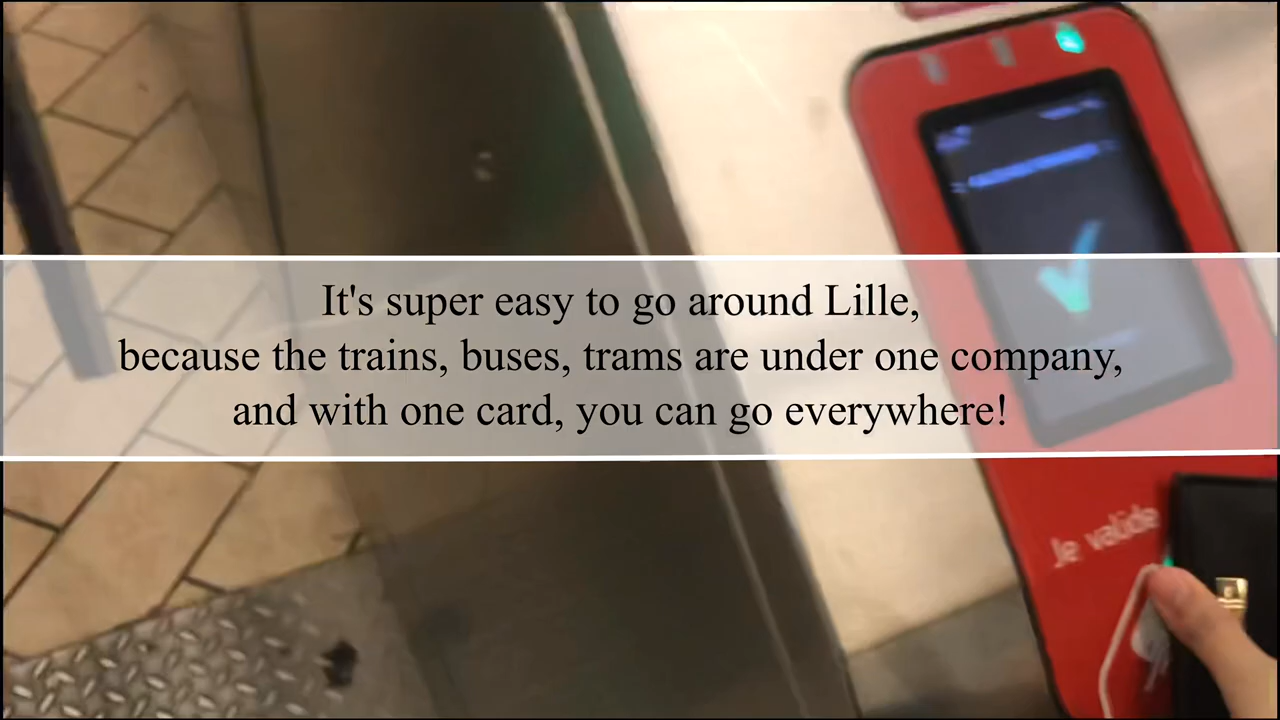 It's super easy to go around Lille,
because the trains, buses, trams are under one company,
and with one card, you can go everywhere!
Je valide